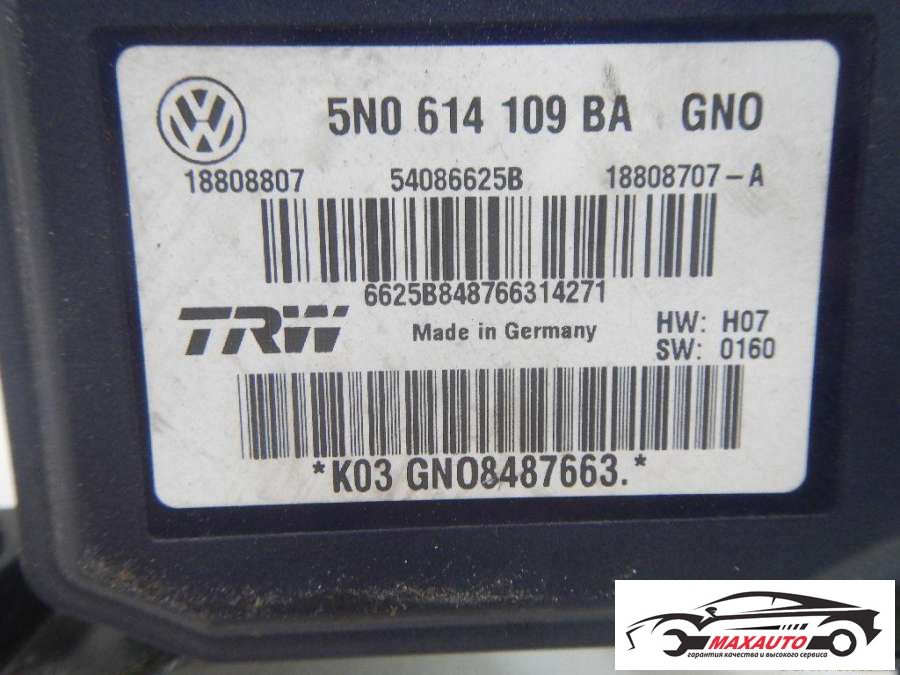 5N0 614 109 BA GNO
18808807 54086625B 18808707-A
6625B848766314271
TRW Made in Germany HW: H07
SW: 0160
*K03 GNO8487663.*
MAXAUTO
гарантия качества и высокого сервиса